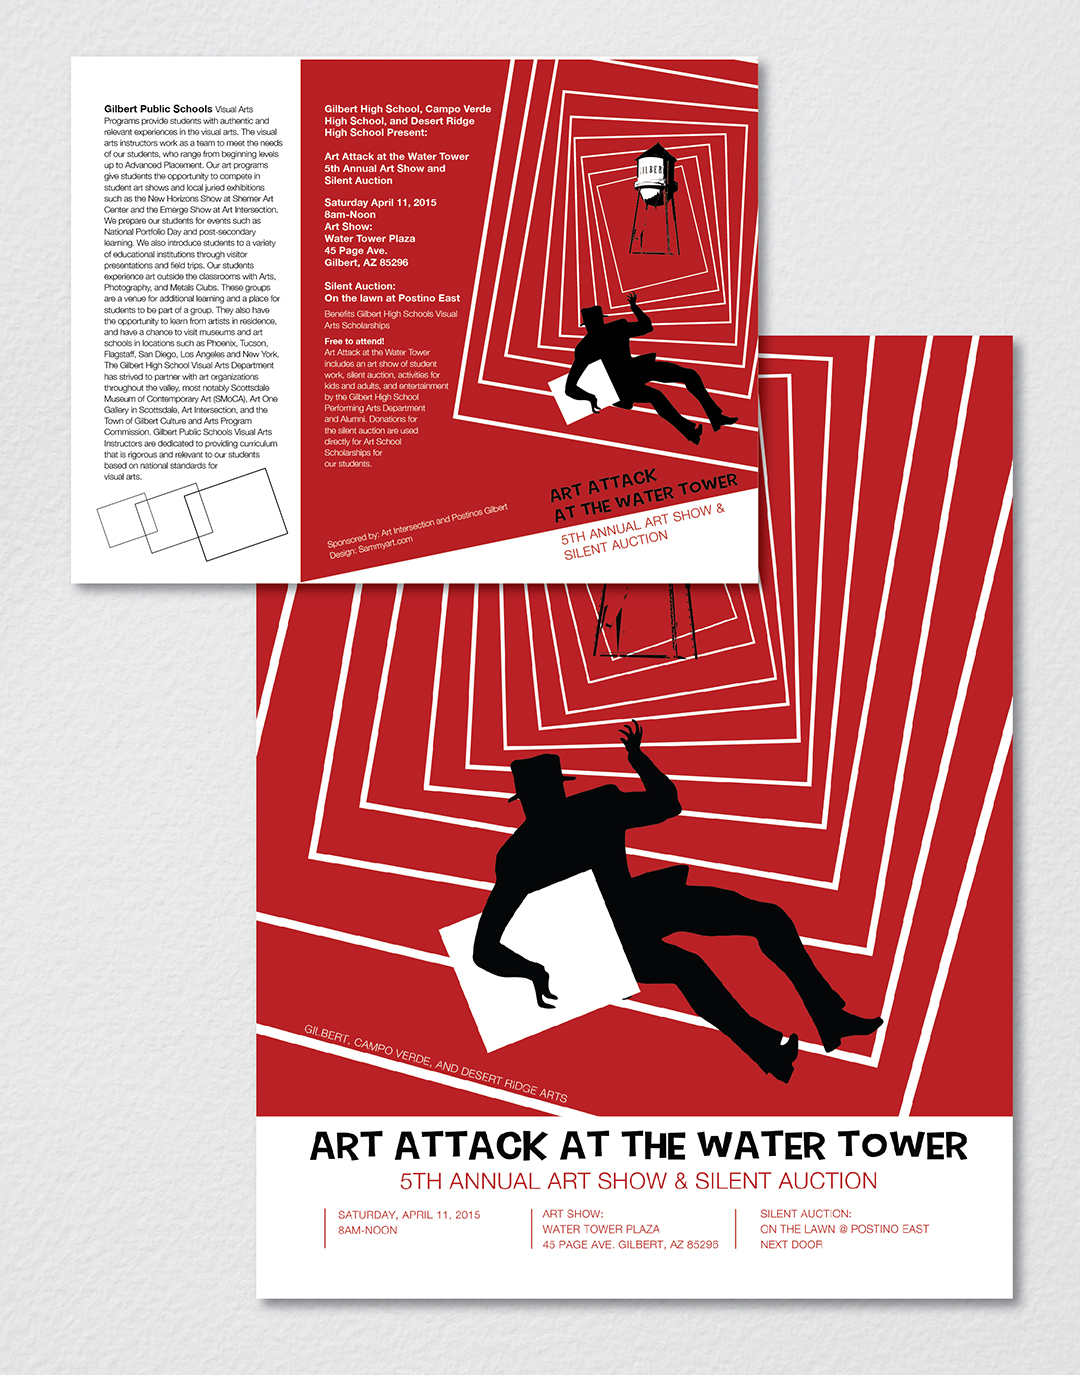 Gilbert Public Schools Visual Arts
Programs provide students with authentic and
relevant experiences in the visual arts. The visual
arts instructors work as a team to meet the needs
of our students, who range from beginning levels
up to Advanced Placement. Our art programs
give students the opportunity to compete in
student art shows and local juried exhibitions
such as the New Horizons Show at Shemer Art
Center and the Emerge Show at Art Intersection.
We prepare our students for events such as
National Portfolio Day and post-secondary
learning. We also introduce students to a variety
of educational institutions through visitor
presentations and field trips. Our students
experience art outside the classrooms with Arts,
Photography, and Metals Clubs. These groups
are a venue for additional learning and a place for
students to be part of a group. They also have
the opportunity to learn from artists in residence,
and have a chance to visit museums and art
schools in locations such as Phoenix, Tucson,
Flagstaff, San Diego, Los Angeles and New York.
The Gilbert High School Visual Arts Department
has strived to partner with art organizations
throughout the valley, most notably Scottsdale
Museum of Contemporary Art (SMoCA), Art One
Gallery in Scottsdale, Art Intersection, and the
Town of Gilbert Culture and Arts Program
Commission. Gilbert Public Schools Visual Arts
Instructors are dedicated to providing curriculum
that is rigorous and relevant to our students
based on national standards for
visual arts.
Gilbert High School, Campo Verde
High School, and Desert Ridge
High School Present:
Art Attack at the Water Tower
5th Annual Art Show and
Silent Auction
Saturday April 11, 2015
8am-Noon
Art Show:
Water Tower Plaza
45 Page Ave.
Gilbert, AZ 85296
Silent Auction:
On the lawn at Postino East
Benefits Gilbert High Schools Visual
Arts Scholarships
Free to attend!
Art Attack at the Water Tower
includes an art show of student
work, silent auction, activities for
kids and adults, and entertainment
by the Gilbert High School
Performing Arts Department
and Alumni. Donations for
the silent auction are used
directly for Art School
Scholarships for
our students.
Sponsored by: Art Intersection and Postinos Gilbert
Design: Sammyart.com
ART ATTACK
AT THE WATER TOWER
5TH ANNUAL ART SHOW &
SILENT AUCTION
GILBERT, CAMPO VERDE, AND DESERT RIDGE ARTS
ART ATTACK AT THE WATER TOWER
5TH ANNUAL ART SHOW & SILENT AUCTION
SATURDAY, APRIL 11, 2015
8AM-NOON
ART SHOW:
WATER TOWER PLAZA
45 PAGE AVE. GILBERT, AZ 85296
SILENT AUCTION:
ON THE LAWN @ POSTINO EAST
NEXT DOOR